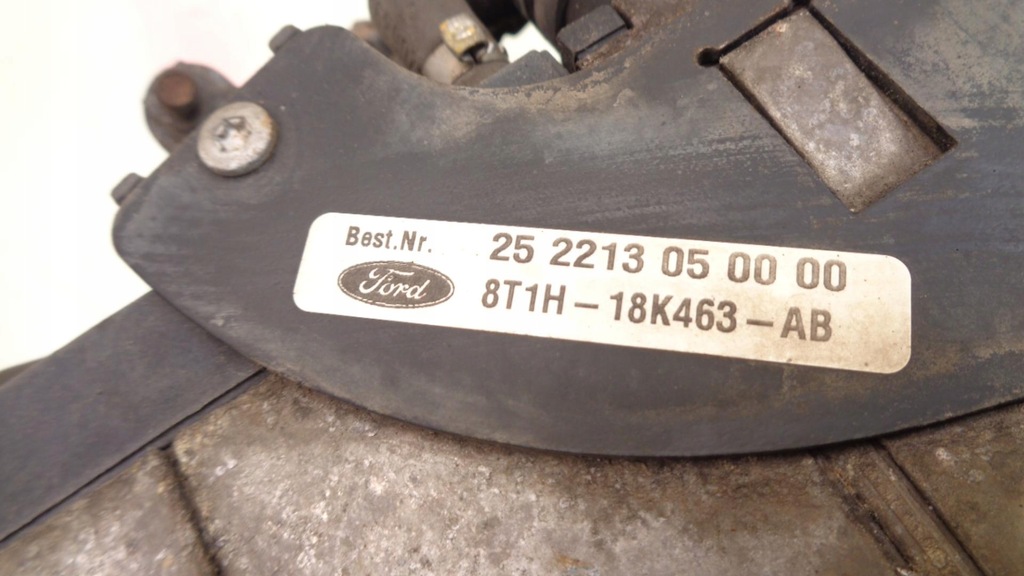 Best.Nr. 25 2213 05 00 00
Ford 8T1H-18K463-AB